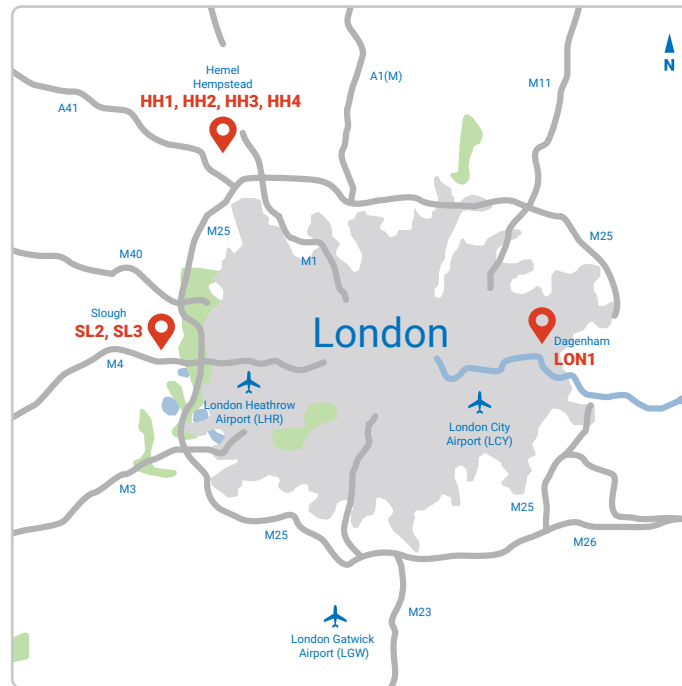 Hemel
Hempstead
HH1, HH2, HH3, HH4
A1(M)
M11
N
A41
M25
M25
M40
M1
Slough
SL2, SL3
London
Dagenham
LON1
M4
London Heathrow
Airport (LHR)
London City
Airport (LCY)
M3
M25
M25
M26
M23
London Gatwick
Airport (LGW)